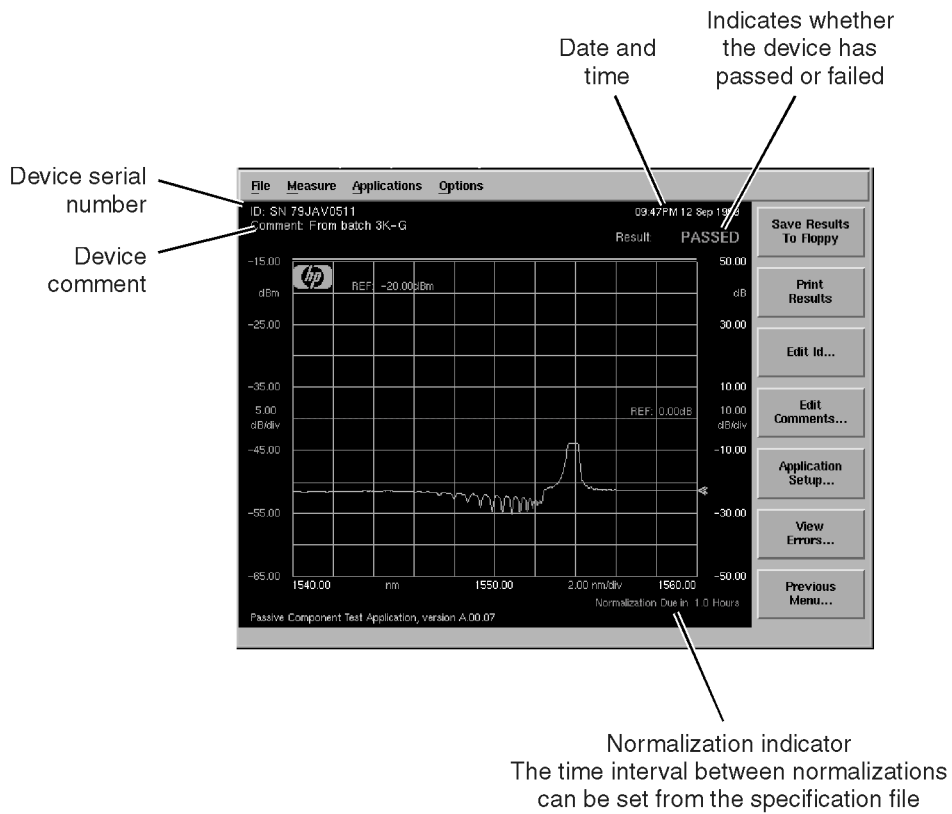 Indicates whether
the device has
passed or failed
Date and
time
Device serial
number
Device
comment
File Measure Applications Options
ID: SN 79JAV0511
Comment: From batch 3K-G
09:47PM 12 Sep
Result: PASSED
Save Results
To Floppy
Print
Results
Edit Id...
Edit
Comments...
Application
Setup...
View
Errors...
Previous
Menu...
hp
REF: -20.00dBm
-15.00
dBm
-25.00
-35.00
5.00
dB/div
-45.00
-55.00
-65.00
50.00
dB
30.00
10.00
REF: 0.00dB
10.00
dB/div
-10.00
-30.00
-50.00
1540.00 nm 1550.00 2.00 nm/div 1560.00
Normalization Due in 1.0 Hours
Passive Component Test Application, version A.00.07
Normalization indicator
The time interval between normalizations
can be set from the specification file